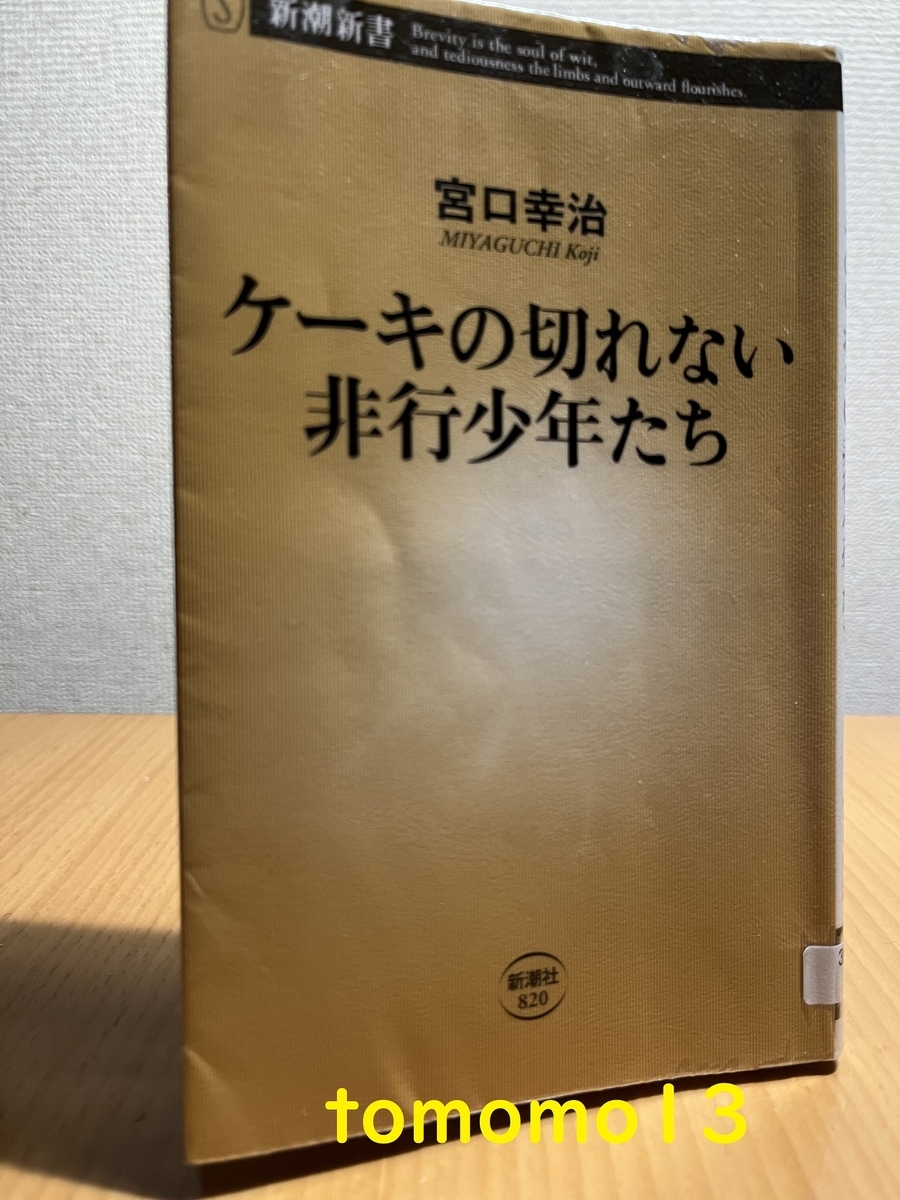 新潮新書
Brevity is the soul of wit,
and tediousness the limbs and outward flourishes.
宮口幸治
MIYAGUCHI Koji
ケーキの切れない
非行少年たち
新潮社
820
3
tomomo13